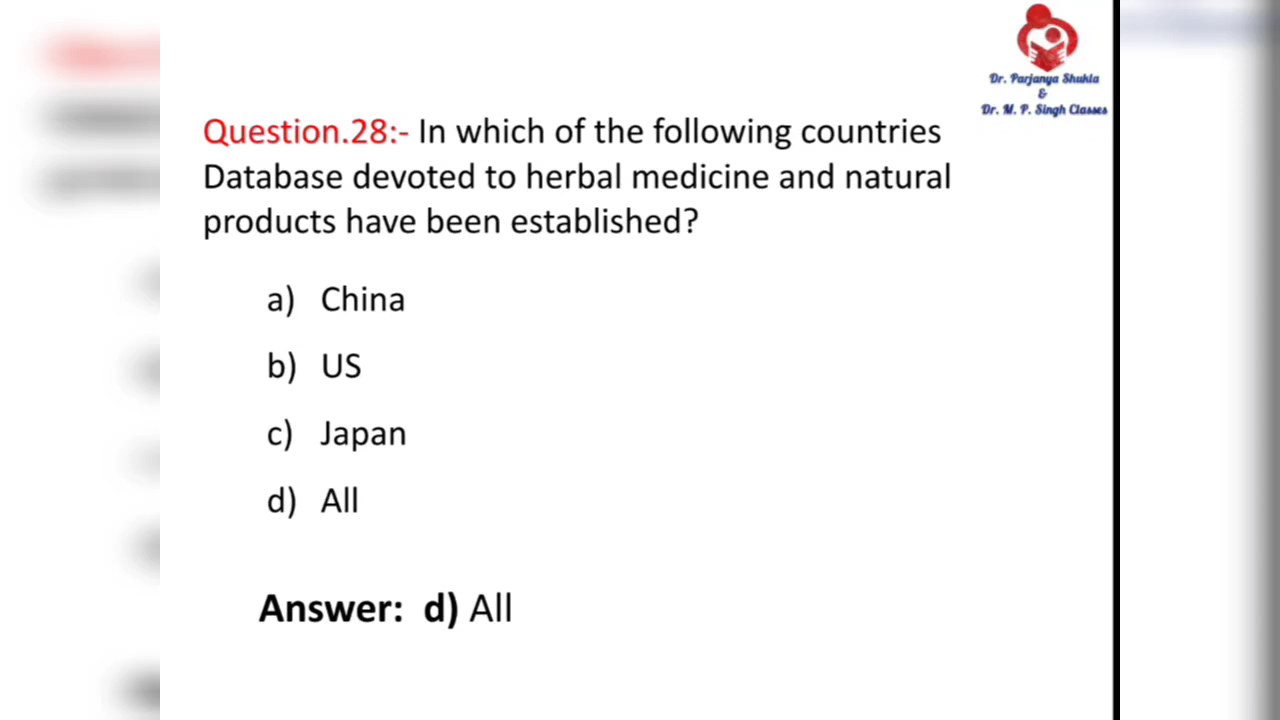 Dr. Parjanya Shukla
&
Dr. M. P. Singh Classes
Question.28:- In which of the following countries
Database devoted to herbal medicine and natural
products have been established?
a) China
b) US
c) Japan
d) All
Answer: d) All